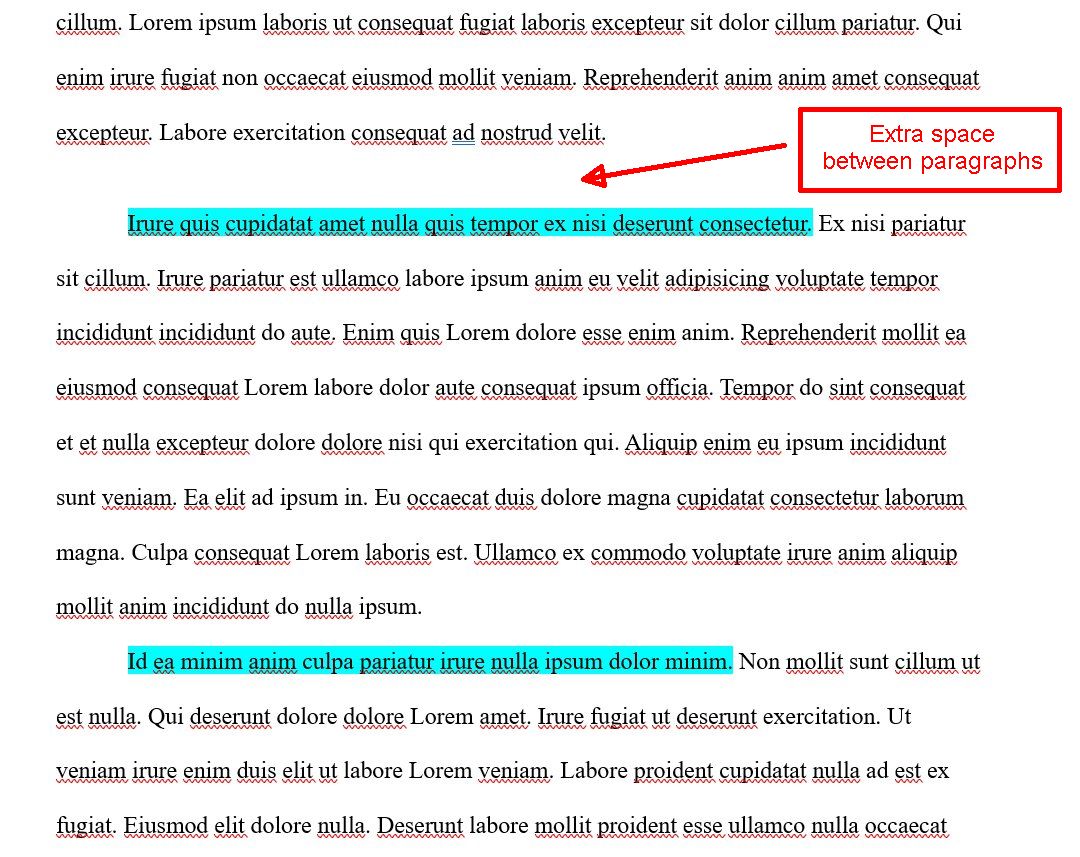 cillum. Lorem ipsum laboris ut consequat fugiat laboris excepteur sit dolor cillum pariatur. Qui
enim irure fugiat non occaecat eiusmod mollit veniam. Reprehenderit anim anim amet consequat
excepteur. Labore exercitation consequat ad nostrud velit.
Extra space
between paragraphs
Irure quis cupidatat amet nulla quis tempor ex nisi deserunt consectetur. Ex nisi pariatur
sit cillum. Irure pariatur est ullamco labore ipsum anim eu velit adipisicing voluptate tempor
incididunt incididunt do aute. Enim quis Lorem dolore esse enim anim. Reprehenderit mollit ea
eiusmod consequat Lorem labore dolor aute consequat ipsum officia. Tempor do sint consequat
et et nulla excepteur dolore dolore nisi qui exercitation qui. Aliquip enim eu ipsum incididunt
sunt veniam. Ea elit ad ipsum in. Eu occaecat duis dolore magna cupidatat consectetur laborum
magna. Culpa consequat Lorem laboris est. Ullamco ex commodo voluptate irure anim aliquip
mollit anim incididunt do nulla ipsum.
Id ea minim anim culpa pariatur irure nulla ipsum dolor minim. Non mollit sunt cillum ut
est nulla. Qui deserunt dolore dolore Lorem amet. Irure fugiat ut deserunt exercitation. Ut
veniam irure enim duis elit ut labore Lorem veniam. Labore proident cupidatat nulla ad est ex
fugiat. Eiusmod elit dolore nulla. Deserunt labore mollit proident esse ullamco nulla occaecat